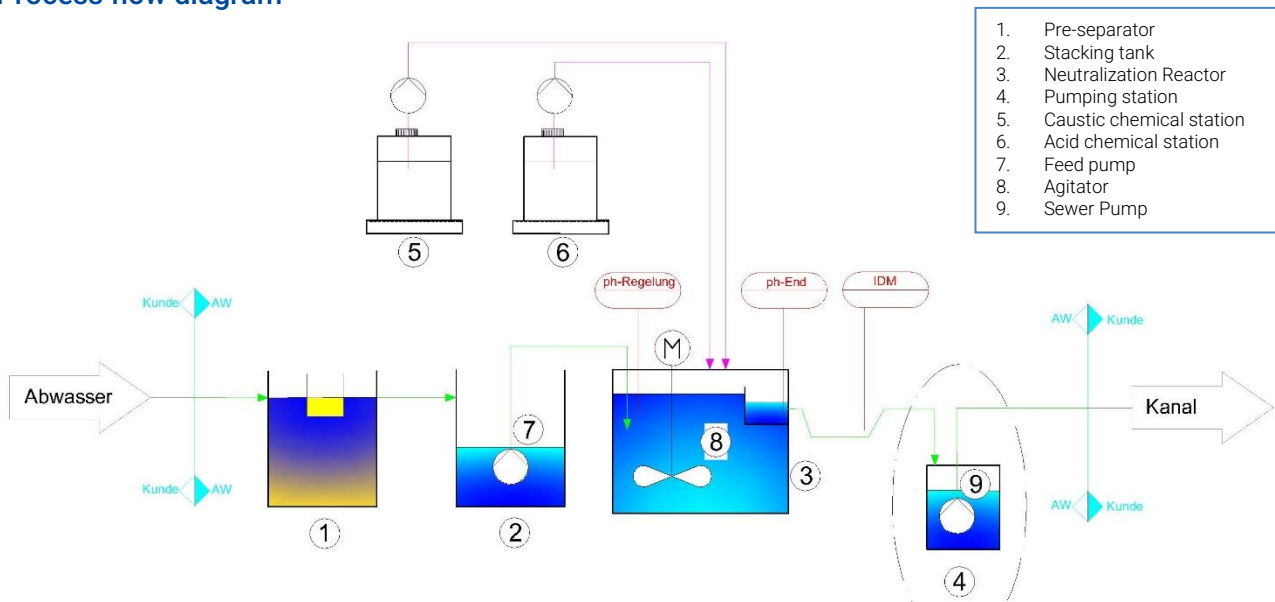 Process flow diagram
1. Pre-separator
2. Stacking tank
3. Neutralization Reactor
4. Pumping station
5. Caustic chemical station
6. Acid chemical station
7. Feed pump
8. Agitator
9. Sewer Pump
5
6
ph-Regelung
ph-End
IDM
Kunde AW
AW Kunde
M
Abwasser
Kanal
7
8
9
3
Kunde AW
AW Kunde
1
2
4